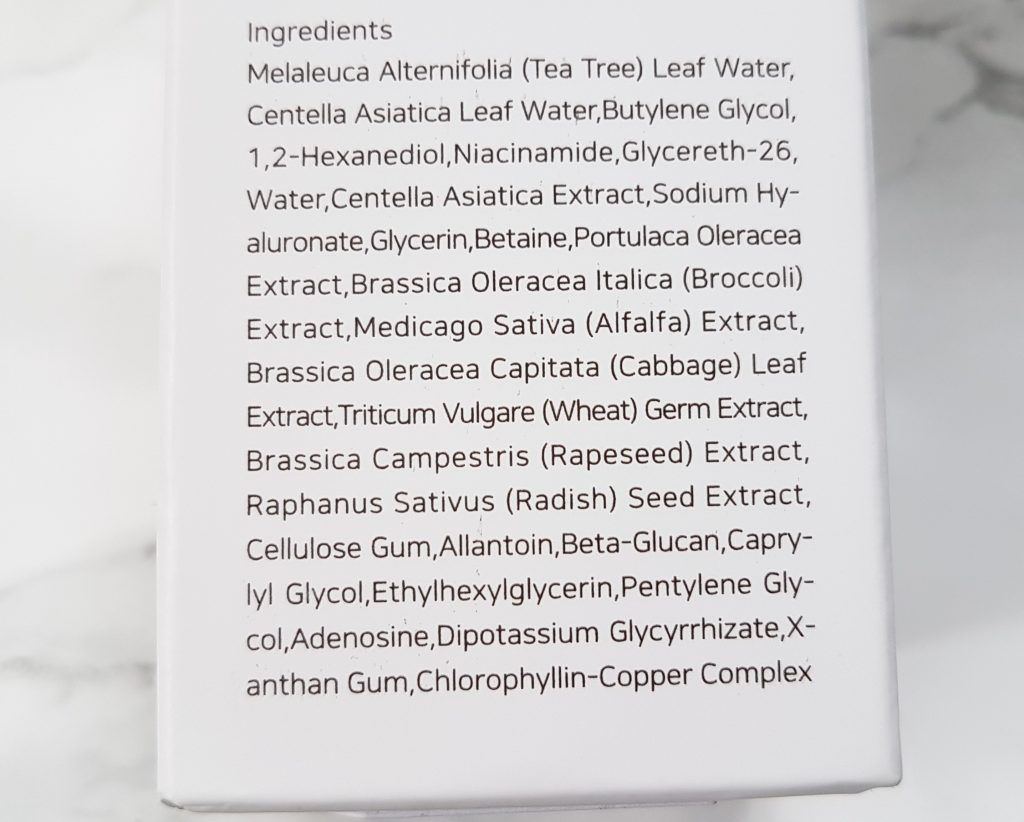 Ingredients
Melaleuca Alternifolia (Tea Tree) Leaf Water,
Centella Asiatica Leaf Water,Butylene Glycol,
1,2-Hexanediol,Niacinamide,Glycereth-26,
Water,Centella Asiatica Extract,Sodium Hy-
aluronate,Glycerin,Betaine,Portulaca Oleracea
Extract,Brassica Oleracea Italica (Broccoli)
Extract,Medicago Sativa (Alfalfa) Extract,
Brassica Oleracea Capitata (Cabbage) Leaf
Extract,Triticum Vulgare (Wheat) Germ Extract,
Brassica Campestris (Rapeseed) Extract,
Raphanus Sativus (Radish) Seed Extract,
Cellulose Gum,Allantoin,Beta-Glucan,Capry-
lyl Glycol,Ethylhexylglycerin,Pentylene Gly-
col,Adenosine,Dipotassium Glycyrrhizate,X-
anthan Gum,Chlorophyllin-Copper Complex